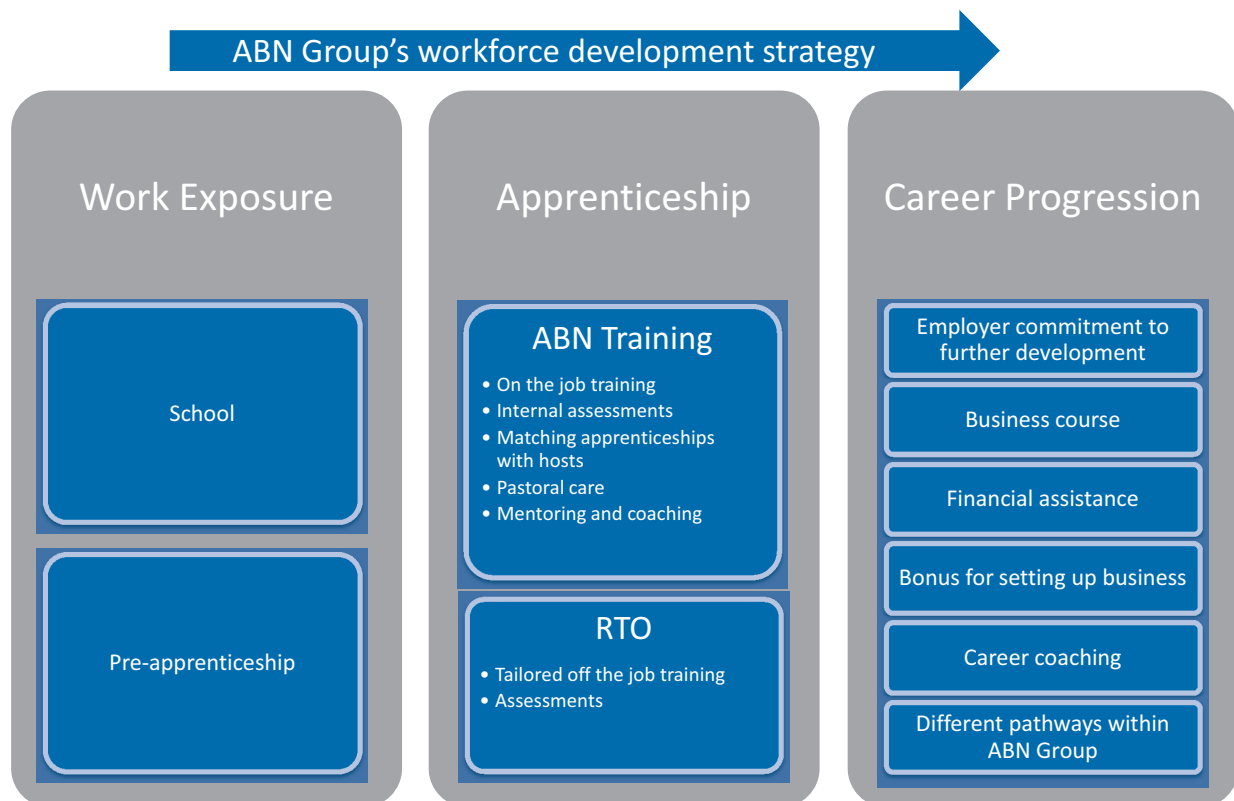 ABN Group’s workforce development strategy
Work Exposure
School
Pre-apprenticeship
Apprenticeship
ABN Training
• On the job training
• Internal assessments
• Matching apprenticeships
with hosts
• Pastoral care
• Mentoring and coaching
RTO
• Tailored off the job training
• Assessments
Career Progression
Employer commitment to
further development
Business course
Financial assistance
Bonus for setting up business
Career coaching
Different pathways within
ABN Group